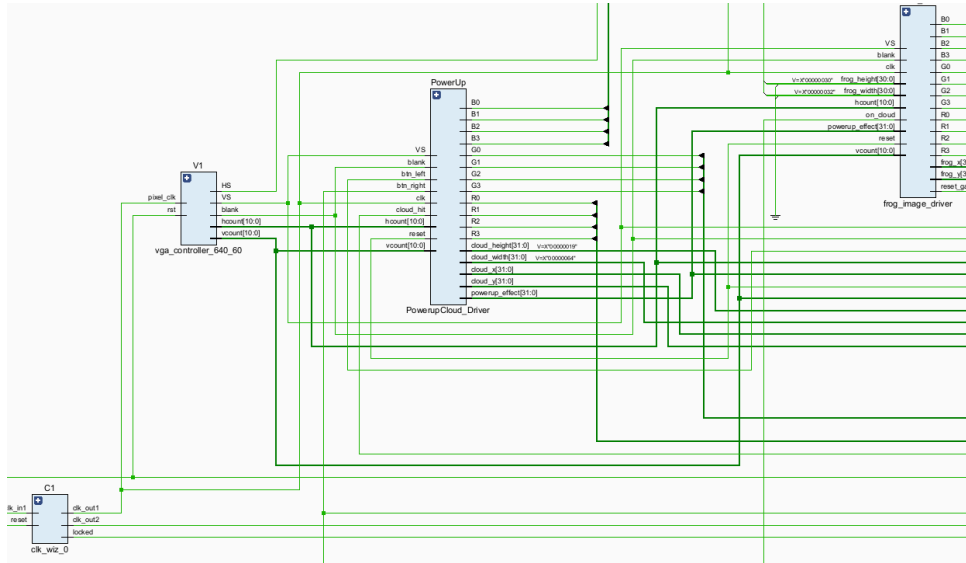 V1
pixel_clk
rst
HS
VS
blank
hcount[10:0]
vcount[10:0]
vga_controller_640_60
PowerUp
VS
blank
btn_left
btn_right
clk
cloud_hit
hcount[10:0]
reset
vcount[10:0]
B0
B1
B2
B3
G0
G1
G2
G3
R0
R1
R2
R3
cloud_height[31:0] V=X"00000019"
cloud_width[31:0] V=X"00000064"
cloud_x[31:0]
cloud_y[31:0]
powerup_effect[31:0]
PowerupCloud_Driver
VS
blank
clk
V=X"00000030" frog_height[30:0]
V=X"00000032" frog_width[30:0]
hcount[10:0]
on_cloud
powerup_effect[31:0]
reset
vcount[10:0]
B0
B1
B2
B3
G0
G1
G2
G3
R0
R1
R2
R3
frog_image_driver
C1
reset
clk_out1
clk_out2
locked
clk_wiz_0